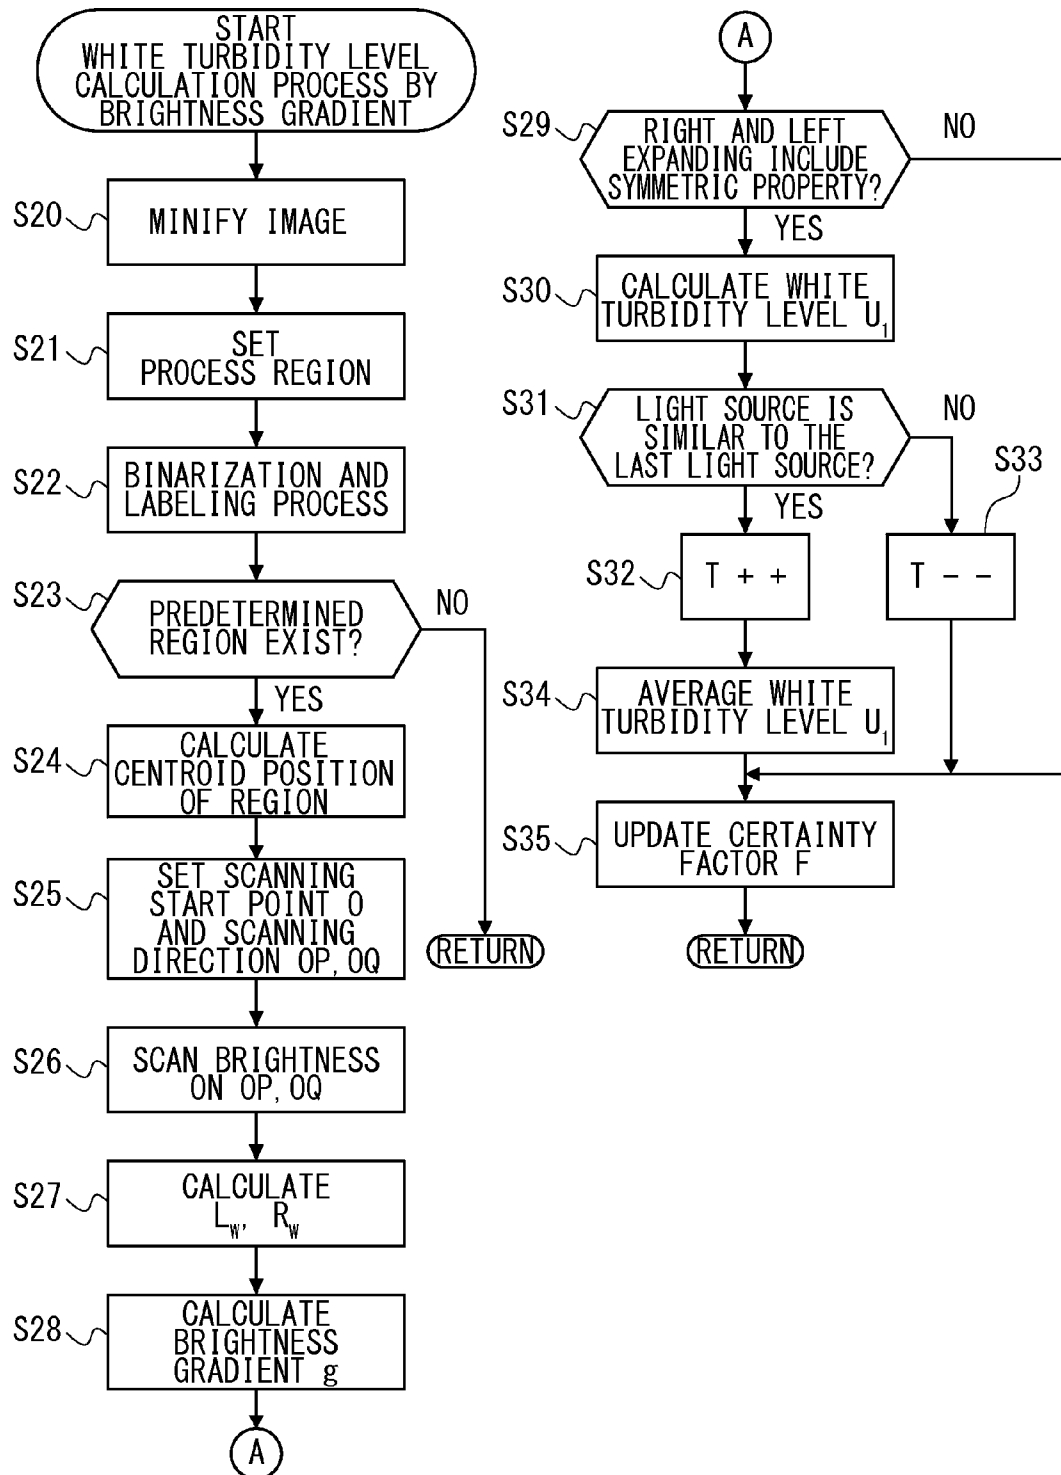 START
WHITE TURBIDITY LEVEL
CALCULATION PROCESS BY
BRIGHTNESS GRADIENT
S20
MINIFY IMAGE
S21
SET
PROCESS REGION
S22
BINARIZATION AND
LABELING PROCESS
S23
PREDETERMINED
REGION EXIST?
NO
YES
S24
CALCULATE
CENTROID POSITION
OF REGION
S25
SET SCANNING
START POINT O
AND SCANNING
DIRECTION OP, OQ
RETURN
S26
SCAN BRIGHTNESS
ON OP, OQ
S27
CALCULATE
Lw, Rw
S28
CALCULATE
BRIGHTNESS
GRADIENT g
A
A
S29
RIGHT AND LEFT
EXPANDING INCLUDE
SYMMETRIC PROPERTY?
NO
YES
S30
CALCULATE WHITE
TURBIDITY LEVEL U1
S31
LIGHT SOURCE IS
SIMILAR TO THE
LAST LIGHT SOURCE?
NO
YES
S33
S32
T + +
T - -
S34
AVERAGE WHITE
TURBIDITY LEVEL U1
S35
UPDATE CERTAINTY
FACTOR F
RETURN